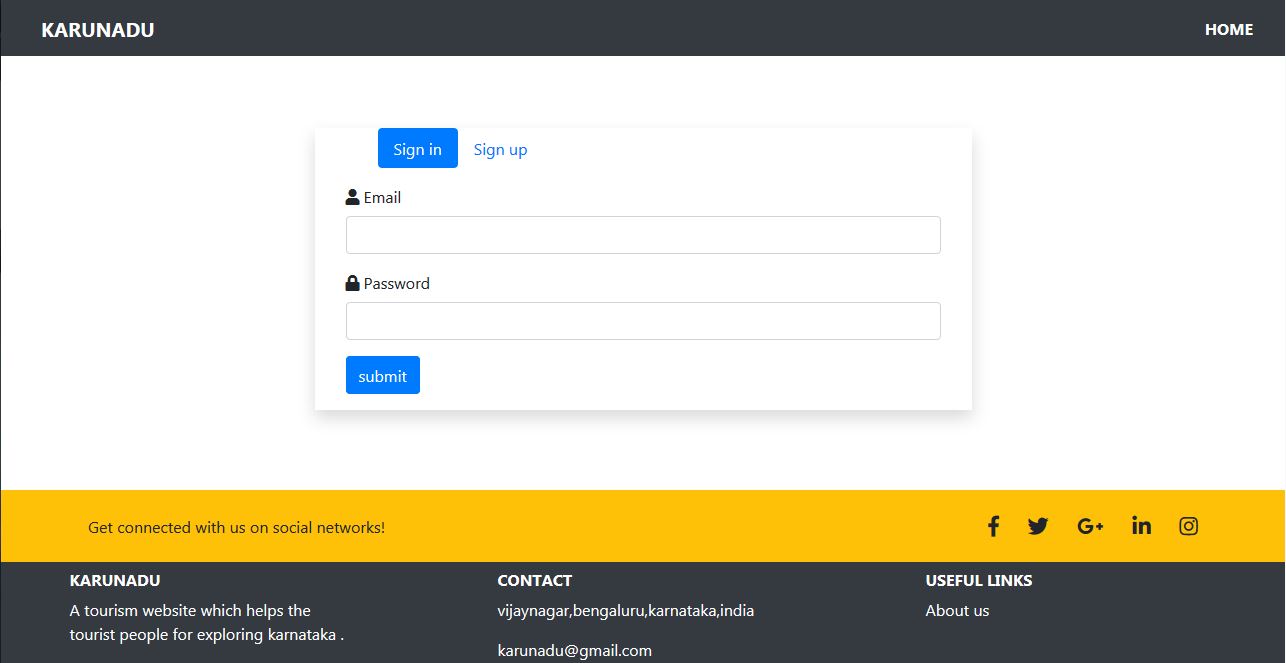 KARUNADU
HOME
Sign in
Sign up
Email
Password
submit
Get connected with us on social networks!
KARUNADU
A tourism website which helps the
tourist people for exploring karnataka .
CONTACT
vijaynagar,bengaluru,karnataka,india
karunadu@gmail.com
USEFUL LINKS
About us